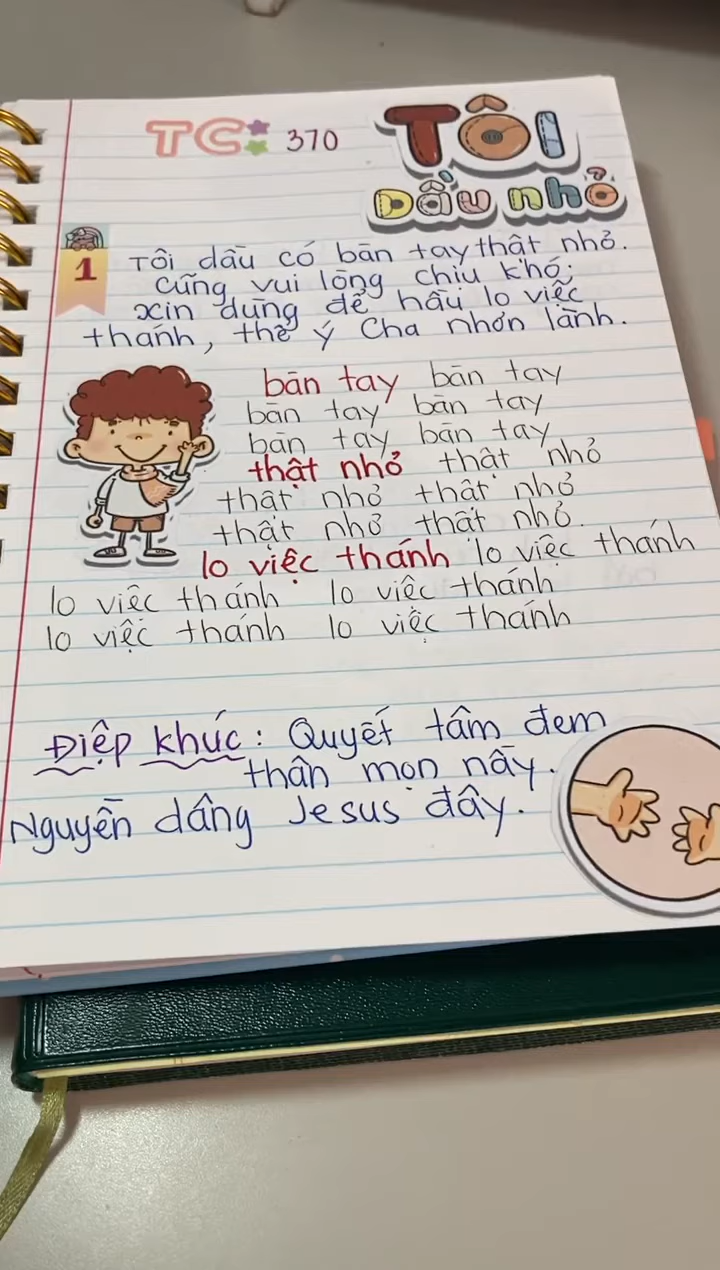 TC: 370
Tôi
Dầu nhỏ
1 Tôi dầu có bàn tay thật nhỏ.
Cũng vui lòng chịu khó;
xin dùng để hầu lo việc
thánh, thể ý Cha nhơn lành.
bàn tay bàn tay
bàn tay bàn tay
bàn tay bàn tay
thật nhỏ thật nhỏ
thật nhỏ thật nhỏ
thật nhỏ thật nhỏ.
lo việc thánh lo việc thánh
lo việc thánh lo việc thánh
lo việc thánh lo việc thánh
Điệp khúc: Quyết tâm đem
thân mọn nầy.
Nguyền dâng Jesus đây.